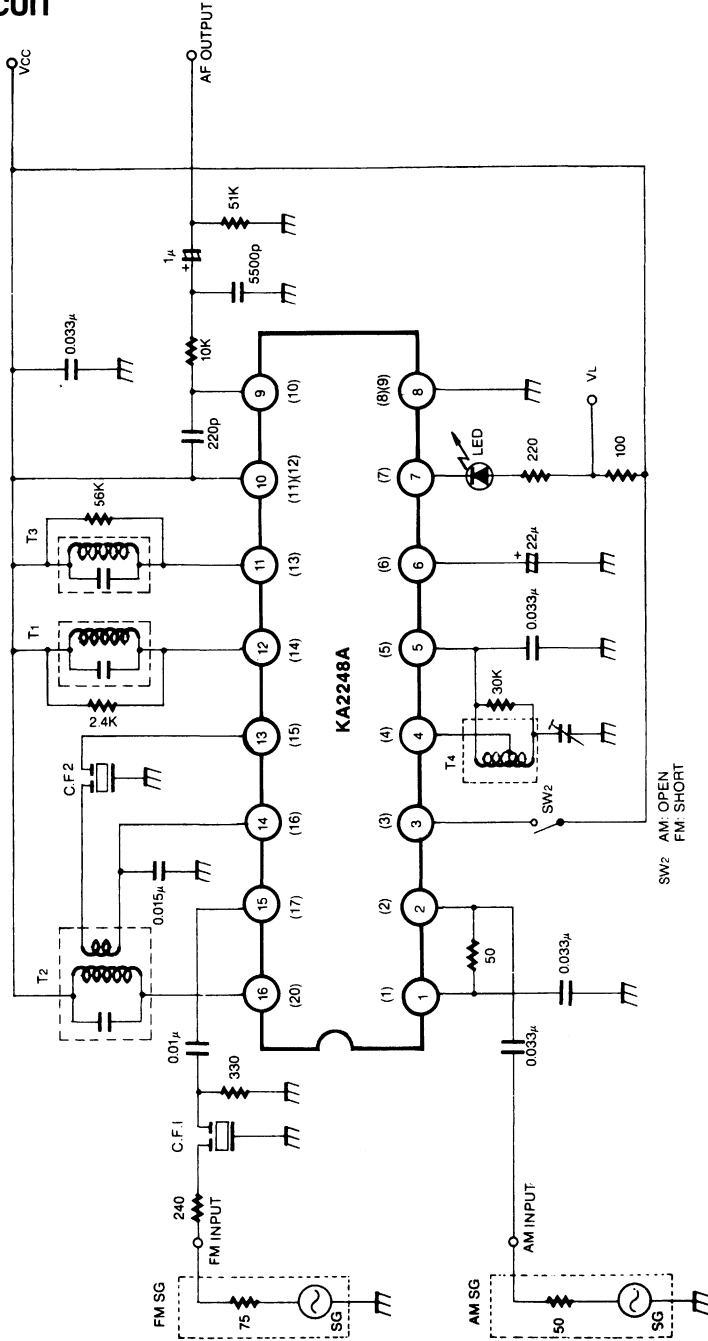 cuit
VCC
AF OUTPUT
0.033μ
51K
1μ
+
5500p
10K
220p
T3
56K
T1
2.4K
C.F.2
T2
0.015μ
0.01μ
330
C.F.1
240
FM INPUT
FM SG
75
SG
16
15
14
13
12
11
10
9
(20)
(17)
(16)
(15)
(14)
(13)
(11)(12)
(10)
KA2248A
(1)
(2)
(3)
(4)
(5)
(6)
(7)
(8)(9)
1
2
3
4
5
6
7
8
50
0.033μ
0.033μ
AM INPUT
AM SG
50
SG
SW2
T4
30K
0.033μ
+
22μ
LED
220
VL
100
SW2 AM: OPEN
FM: SHORT